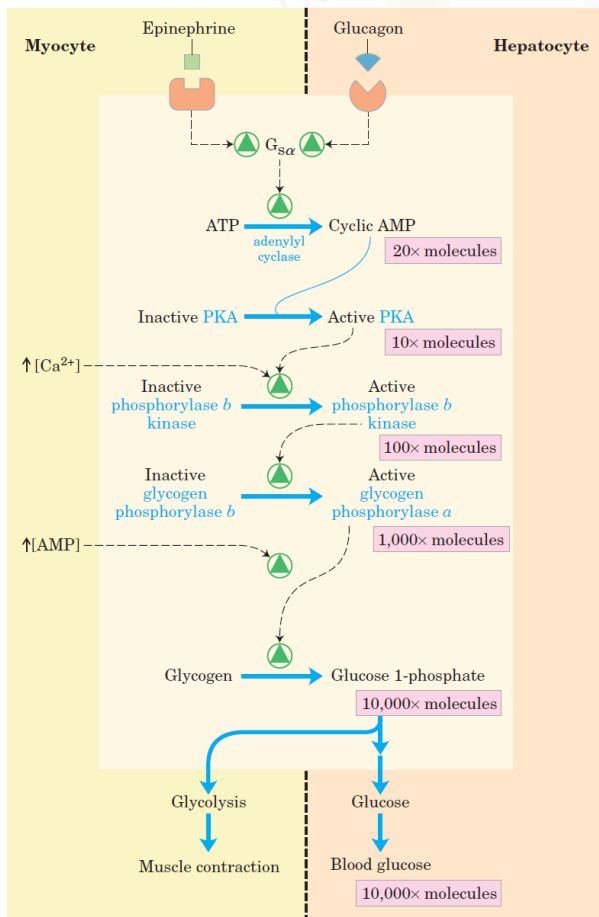 Epinephrine
Glucagon
Myocyte
Hepatocyte
Gsα
ATP
Cyclic AMP
adenylyl
cyclase
20× molecules
Inactive PKA
Active PKA
10× molecules
↑[Ca²⁺]
Inactive
phosphorylase b
kinase
Active
phosphorylase b
kinase
100× molecules
Inactive
glycogen
phosphorylase b
Active
glycogen
phosphorylase a
1,000× molecules
↑[AMP]
Glycogen
Glucose 1-phosphate
10,000× molecules
Glycolysis
Glucose
Muscle contraction
Blood glucose
10,000× molecules